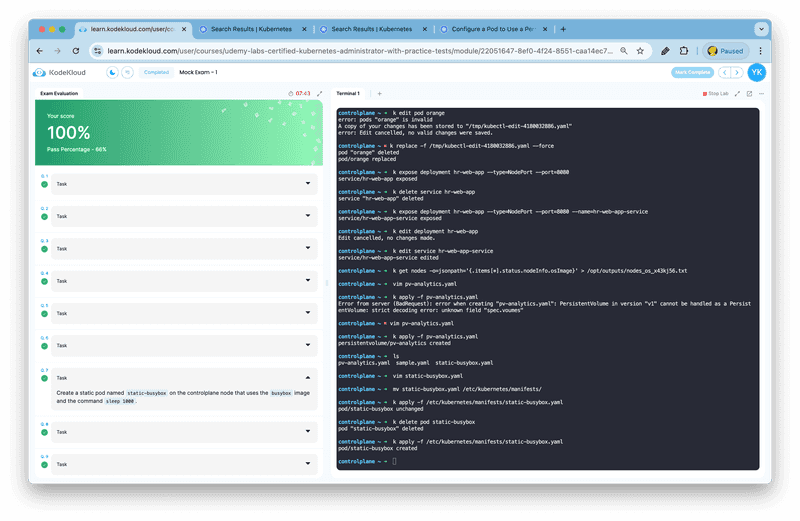 learn.kodekloud.com/user/co
Search Results | Kubernetes
Search Results | Kubernetes
Configure a Pod to Use a Per
learn.kodekloud.com/user/courses/udemy-labs-certified-kubernetes-administrator-with-practice-tests/module/22051647-8ef0-4f24-8551-caa14ec7...
Paused
KodeKloud
Completed
Mock Exam - 1
Mark Complete
YK
Exam Evaluation
07:43
Terminal 1
+
Stop Lab
Your score
100%
Pass Percentage - 66%
Q. 1
Task
Q. 2
Task
Q. 3
Task
Q. 4
Task
Q. 5
Task
Q. 6
Task
Q. 7
Task
Create a static pod named static-busybox on the controlplane node that uses the busybox image
and the command sleep 1000.
Q. 8
Task
Q. 9
Task
controlplane ~ ➜ k edit pod orange
error: pods "orange" is invalid
A copy of your changes has been stored to "/tmp/kubectl-edit-4180032886.yaml"
error: Edit cancelled, no valid changes were saved.
controlplane ~ ✖ k replace -f /tmp/kubectl-edit-4180032886.yaml --force
pod "orange" deleted
pod/orange replaced
controlplane ~ ➜ k expose deployment hr-web-app --type=NodePort --port=8080
service/hr-web-app exposed
controlplane ~ ➜ k delete service hr-web-app
service "hr-web-app" deleted
controlplane ~ ➜ k expose deployment hr-web-app --type=NodePort --port=8080 --name=hr-web-app-service
service/hr-web-app-service exposed
controlplane ~ ➜ k edit deployment hr-web-app
Edit cancelled, no changes made.
controlplane ~ ➜ k edit service hr-web-app-service
service/hr-web-app-service edited
controlplane ~ ➜ k get nodes -o=jsonpath='{.items[*].status.nodeInfo.osImage}' > /opt/outputs/nodes_os_x43kj56.txt
controlplane ~ ➜ vim pv-analytics.yaml
controlplane ~ ➜ k apply -f pv-analytics.yaml
Error from server (BadRequest): error when creating "pv-analytics.yaml": PersistentVolume in version "v1" cannot be handled as a Persist
entVolume: strict decoding error: unknown field "spec.voumes"
controlplane ~ ✖ vim pv-analytics.yaml
controlplane ~ ➜ k apply -f pv-analytics.yaml
persistentvolume/pv-analytics created
controlplane ~ ➜ ls
pv-analytics.yaml sample.yaml static-busybox.yaml
controlplane ~ ➜ vim static-busybox.yaml
controlplane ~ ➜ mv static-busybox.yaml /etc/kubernetes/manifests/
controlplane ~ ➜ k apply -f /etc/kubernetes/manifests/static-busybox.yaml
pod/static-busybox unchanged
controlplane ~ ➜ k delete pod static-busybox
pod "static-busybox" deleted
controlplane ~ ➜ k apply -f /etc/kubernetes/manifests/static-busybox.yaml
pod/static-busybox created
controlplane ~ ➜